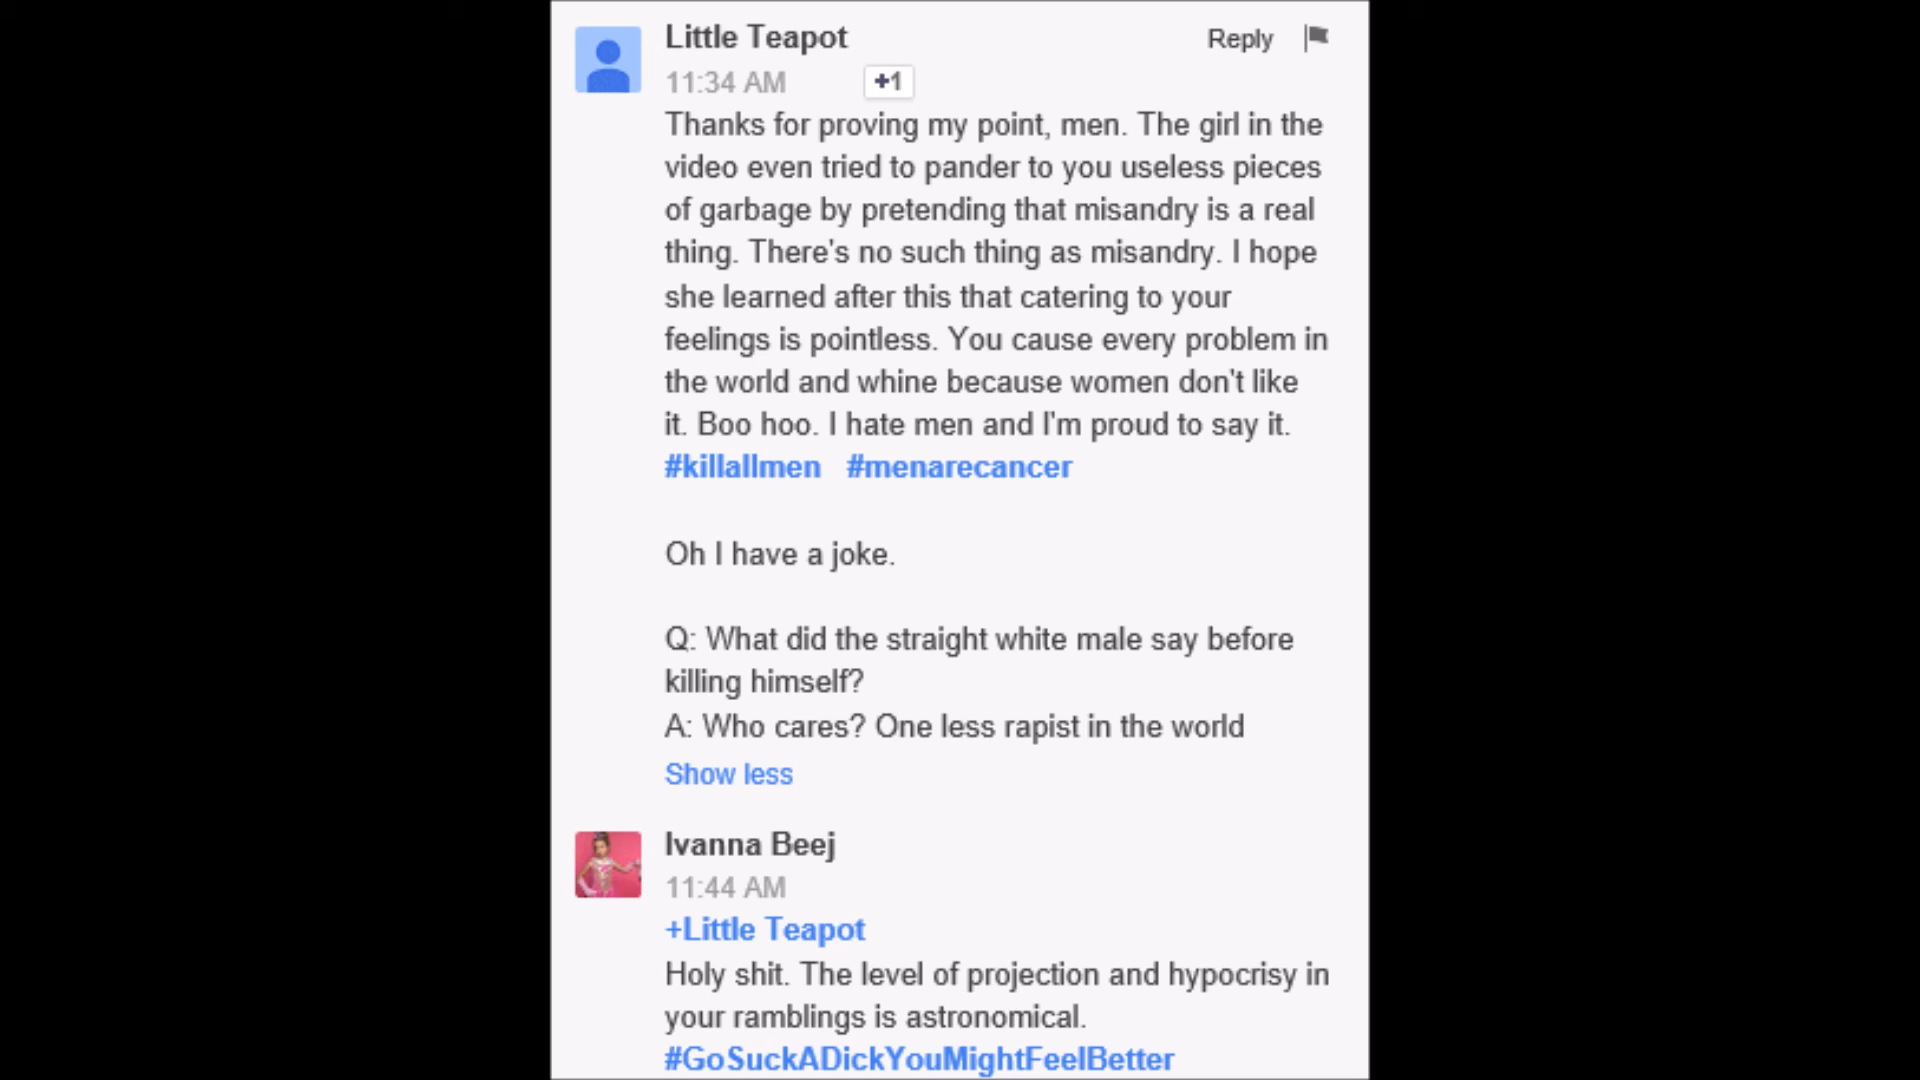 Little Teapot
Reply
11:34 AM
+1
Thanks for proving my point, men. The girl in the
video even tried to pander to you useless pieces
of garbage by pretending that misandry is a real
thing. There's no such thing as misandry. I hope
she learned after this that catering to your
feelings is pointless. You cause every problem in
the world and whine because women don't like
it. Boo hoo. I hate men and I'm proud to say it.
#killallmen #menarecancer
Oh I have a joke.
Q: What did the straight white male say before
killing himself?
A: Who cares? One less rapist in the world
Show less
Ivanna Beej
11:44 AM
+Little Teapot
Holy shit. The level of projection and hypocrisy in
your ramblings is astronomical.
#GoSuckADickYouMightFeelBetter